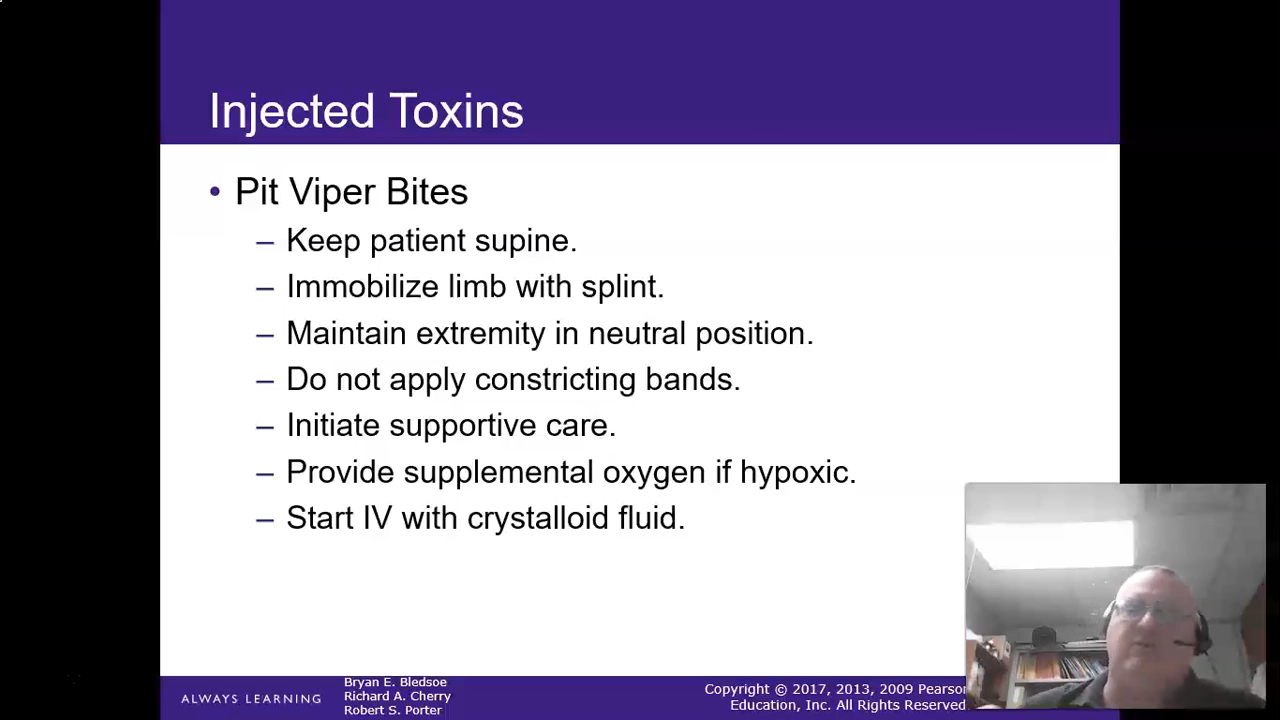 Injected Toxins
• Pit Viper Bites
– Keep patient supine.
– Immobilize limb with splint.
– Maintain extremity in neutral position.
– Do not apply constricting bands.
– Initiate supportive care.
– Provide supplemental oxygen if hypoxic.
– Start IV with crystalloid fluid.
ALWAYS LEARNING
Bryan E. Bledsoe
Richard A. Cherry
Robert S. Porter
Copyright © 2017, 2013, 2009 Pearson
Education, Inc. All Rights Reserved